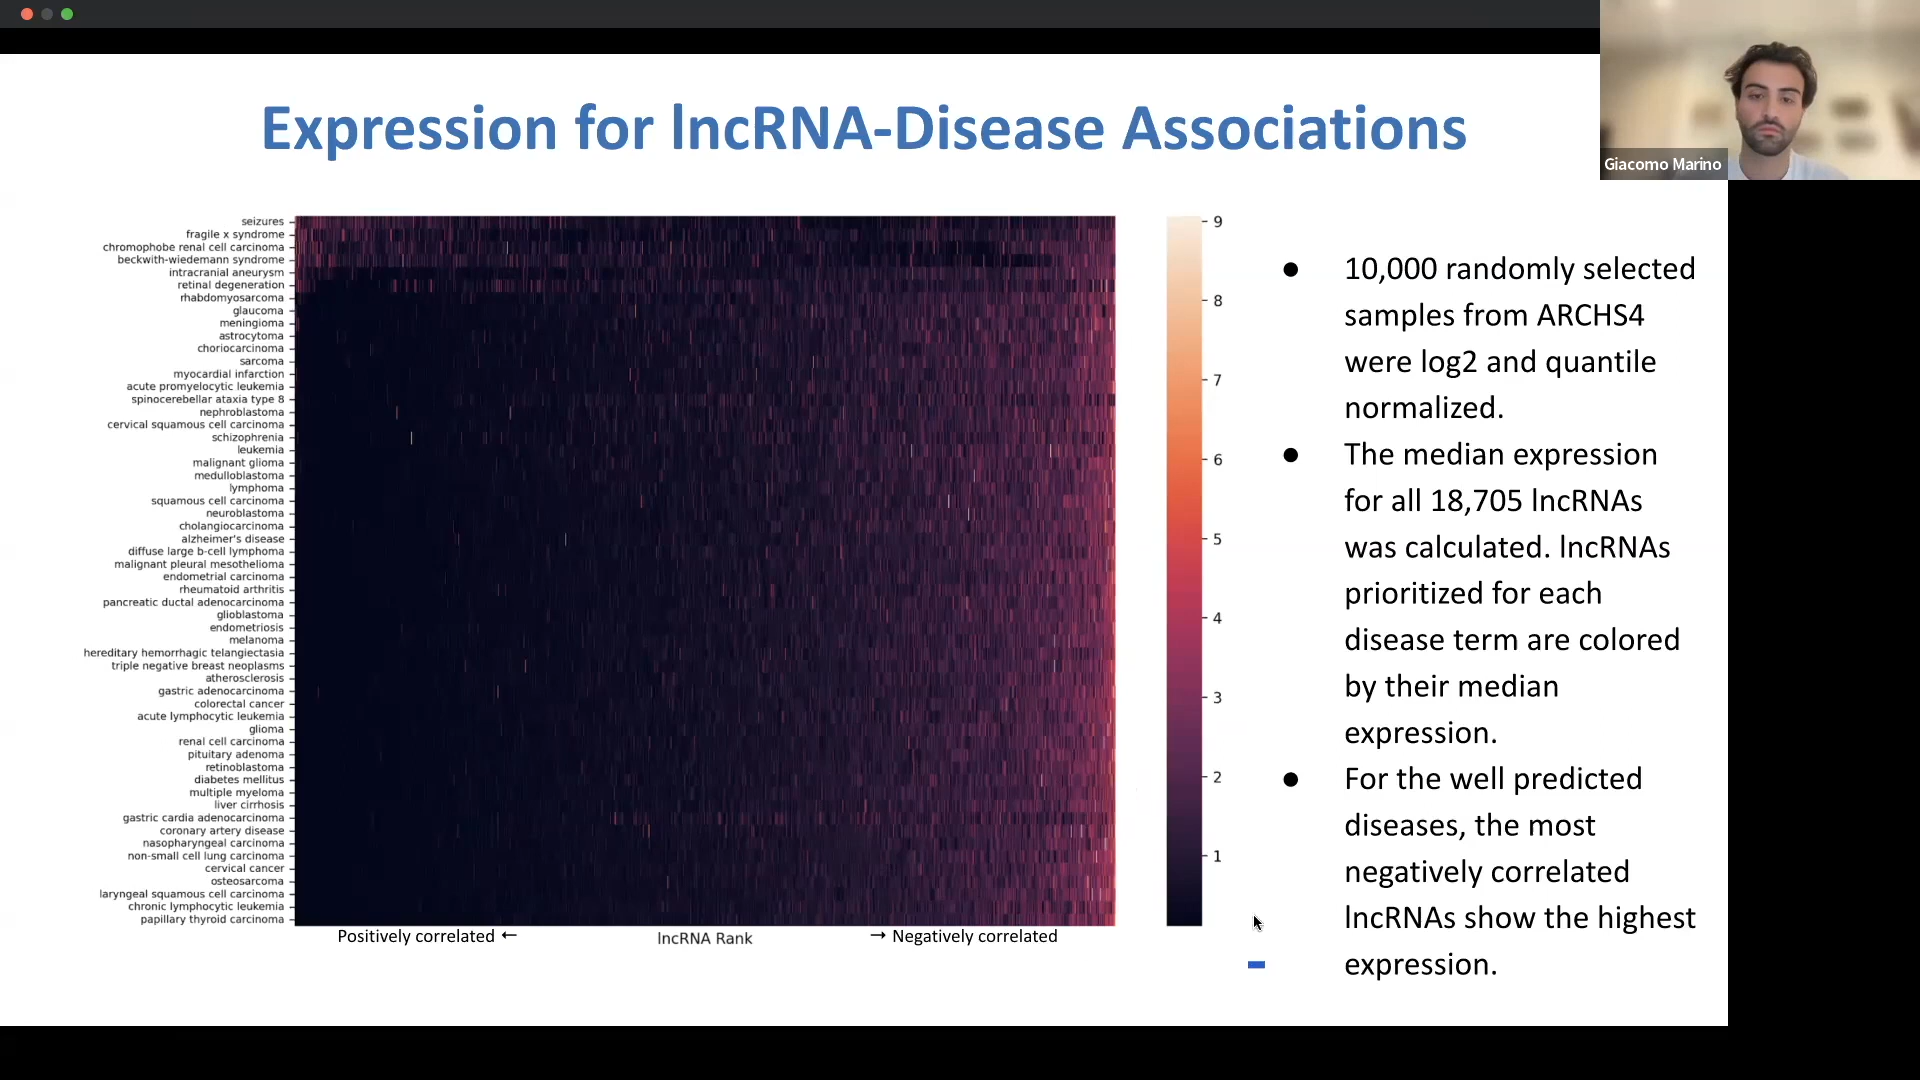 Expression for lncRNA-Disease Associations
Giacomo Marino
seizures
fragile x syndrome
chromophobe renal cell carcinoma
beckwith-wiedemann syndrome
intracranial aneurysm
retinal degeneration
rhabdomyosarcoma
glaucoma
meningioma
astrocytoma
choriocarcinoma
sarcoma
myocardial infarction
acute promyelocytic leukemia
spinocerebellar ataxia type 8
nephroblastoma
cervical squamous cell carcinoma
schizophrenia
leukemia
malignant glioma
medulloblastoma
lymphoma
squamous cell carcinoma
neuroblastoma
cholangiocarcinoma
alzheimer's disease
diffuse large b-cell lymphoma
malignant pleural mesothelioma
endometrial carcinoma
rheumatoid arthritis
pancreatic ductal adenocarcinoma
glioblastoma
endometriosis
melanoma
hereditary hemorrhagic telangiectasia
triple negative breast neoplasms
atherosclerosis
gastric adenocarcinoma
colorectal cancer
acute lymphocytic leukemia
glioma
renal cell carcinoma
pituitary adenoma
retinoblastoma
diabetes mellitus
multiple myeloma
liver cirrhosis
gastric cardia adenocarcinoma
coronary artery disease
nasopharyngeal carcinoma
non-small cell lung carcinoma
cervical cancer
osteosarcoma
laryngeal squamous cell carcinoma
chronic lymphocytic leukemia
papillary thyroid carcinoma
Positively correlated ←
lncRNA Rank
→ Negatively correlated
9
8
7
6
5
4
3
2
1
● 10,000 randomly selected
samples from ARCHS4
were log2 and quantile
normalized.
● The median expression
for all 18,705 lncRNAs
was calculated. lncRNAs
prioritized for each
disease term are colored
by their median
expression.
● For the well predicted
diseases, the most
negatively correlated
lncRNAs show the highest
expression.